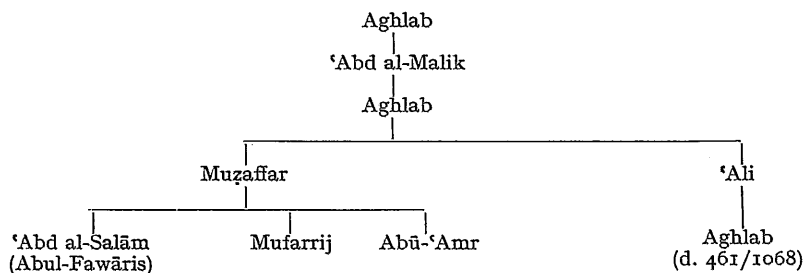 Aghlab
ʿAbd al-Malik
Aghlab
Muẓaffar ʿAli
ʿAbd al-Salām Mufarrij Abū-ʿAmr Aghlab
(Abul-Fawāris) (d. 461/1068)